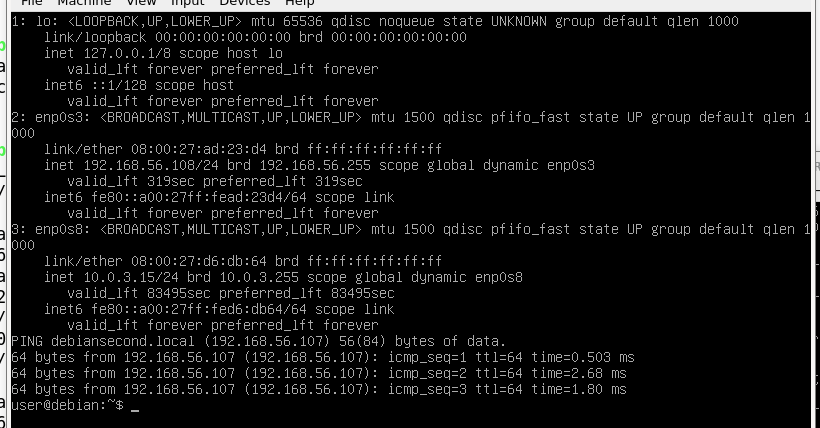 File Machine View Input Devices Help
1: lo: <LOOPBACK,UP,LOWER_UP> mtu 65536 qdisc noqueue state UNKNOWN group default qlen 1000
    link/loopback 00:00:00:00:00:00 brd 00:00:00:00:00:00
    inet 127.0.0.1/8 scope host lo
       valid_lft forever preferred_lft forever
    inet6 ::1/128 scope host
       valid_lft forever preferred_lft forever
2: enp0s3: <BROADCAST,MULTICAST,UP,LOWER_UP> mtu 1500 qdisc pfifo_fast state UP group default qlen 1
000
    link/ether 08:00:27:ad:23:d4 brd ff:ff:ff:ff:ff:ff
    inet 192.168.56.108/24 brd 192.168.56.255 scope global dynamic enp0s3
       valid_lft 319sec preferred_lft 319sec
    inet6 fe80::a00:27ff:fead:23d4/64 scope link
       valid_lft forever preferred_lft forever
3: enp0s8: <BROADCAST,MULTICAST,UP,LOWER_UP> mtu 1500 qdisc pfifo_fast state UP group default qlen 1
000
    link/ether 08:00:27:d6:db:64 brd ff:ff:ff:ff:ff:ff
    inet 10.0.3.15/24 brd 10.0.3.255 scope global dynamic enp0s8
       valid_lft 83495sec preferred_lft 83495sec
    inet6 fe80::a00:27ff:fed6:db64/64 scope link
       valid_lft forever preferred_lft forever
PING debiansecond.local (192.168.56.107) 56(84) bytes of data.
64 bytes from 192.168.56.107 (192.168.56.107): icmp_seq=1 ttl=64 time=0.503 ms
64 bytes from 192.168.56.107 (192.168.56.107): icmp_seq=2 ttl=64 time=2.68 ms
64 bytes from 192.168.56.107 (192.168.56.107): icmp_seq=3 ttl=64 time=1.80 ms
user@debian:~$ _